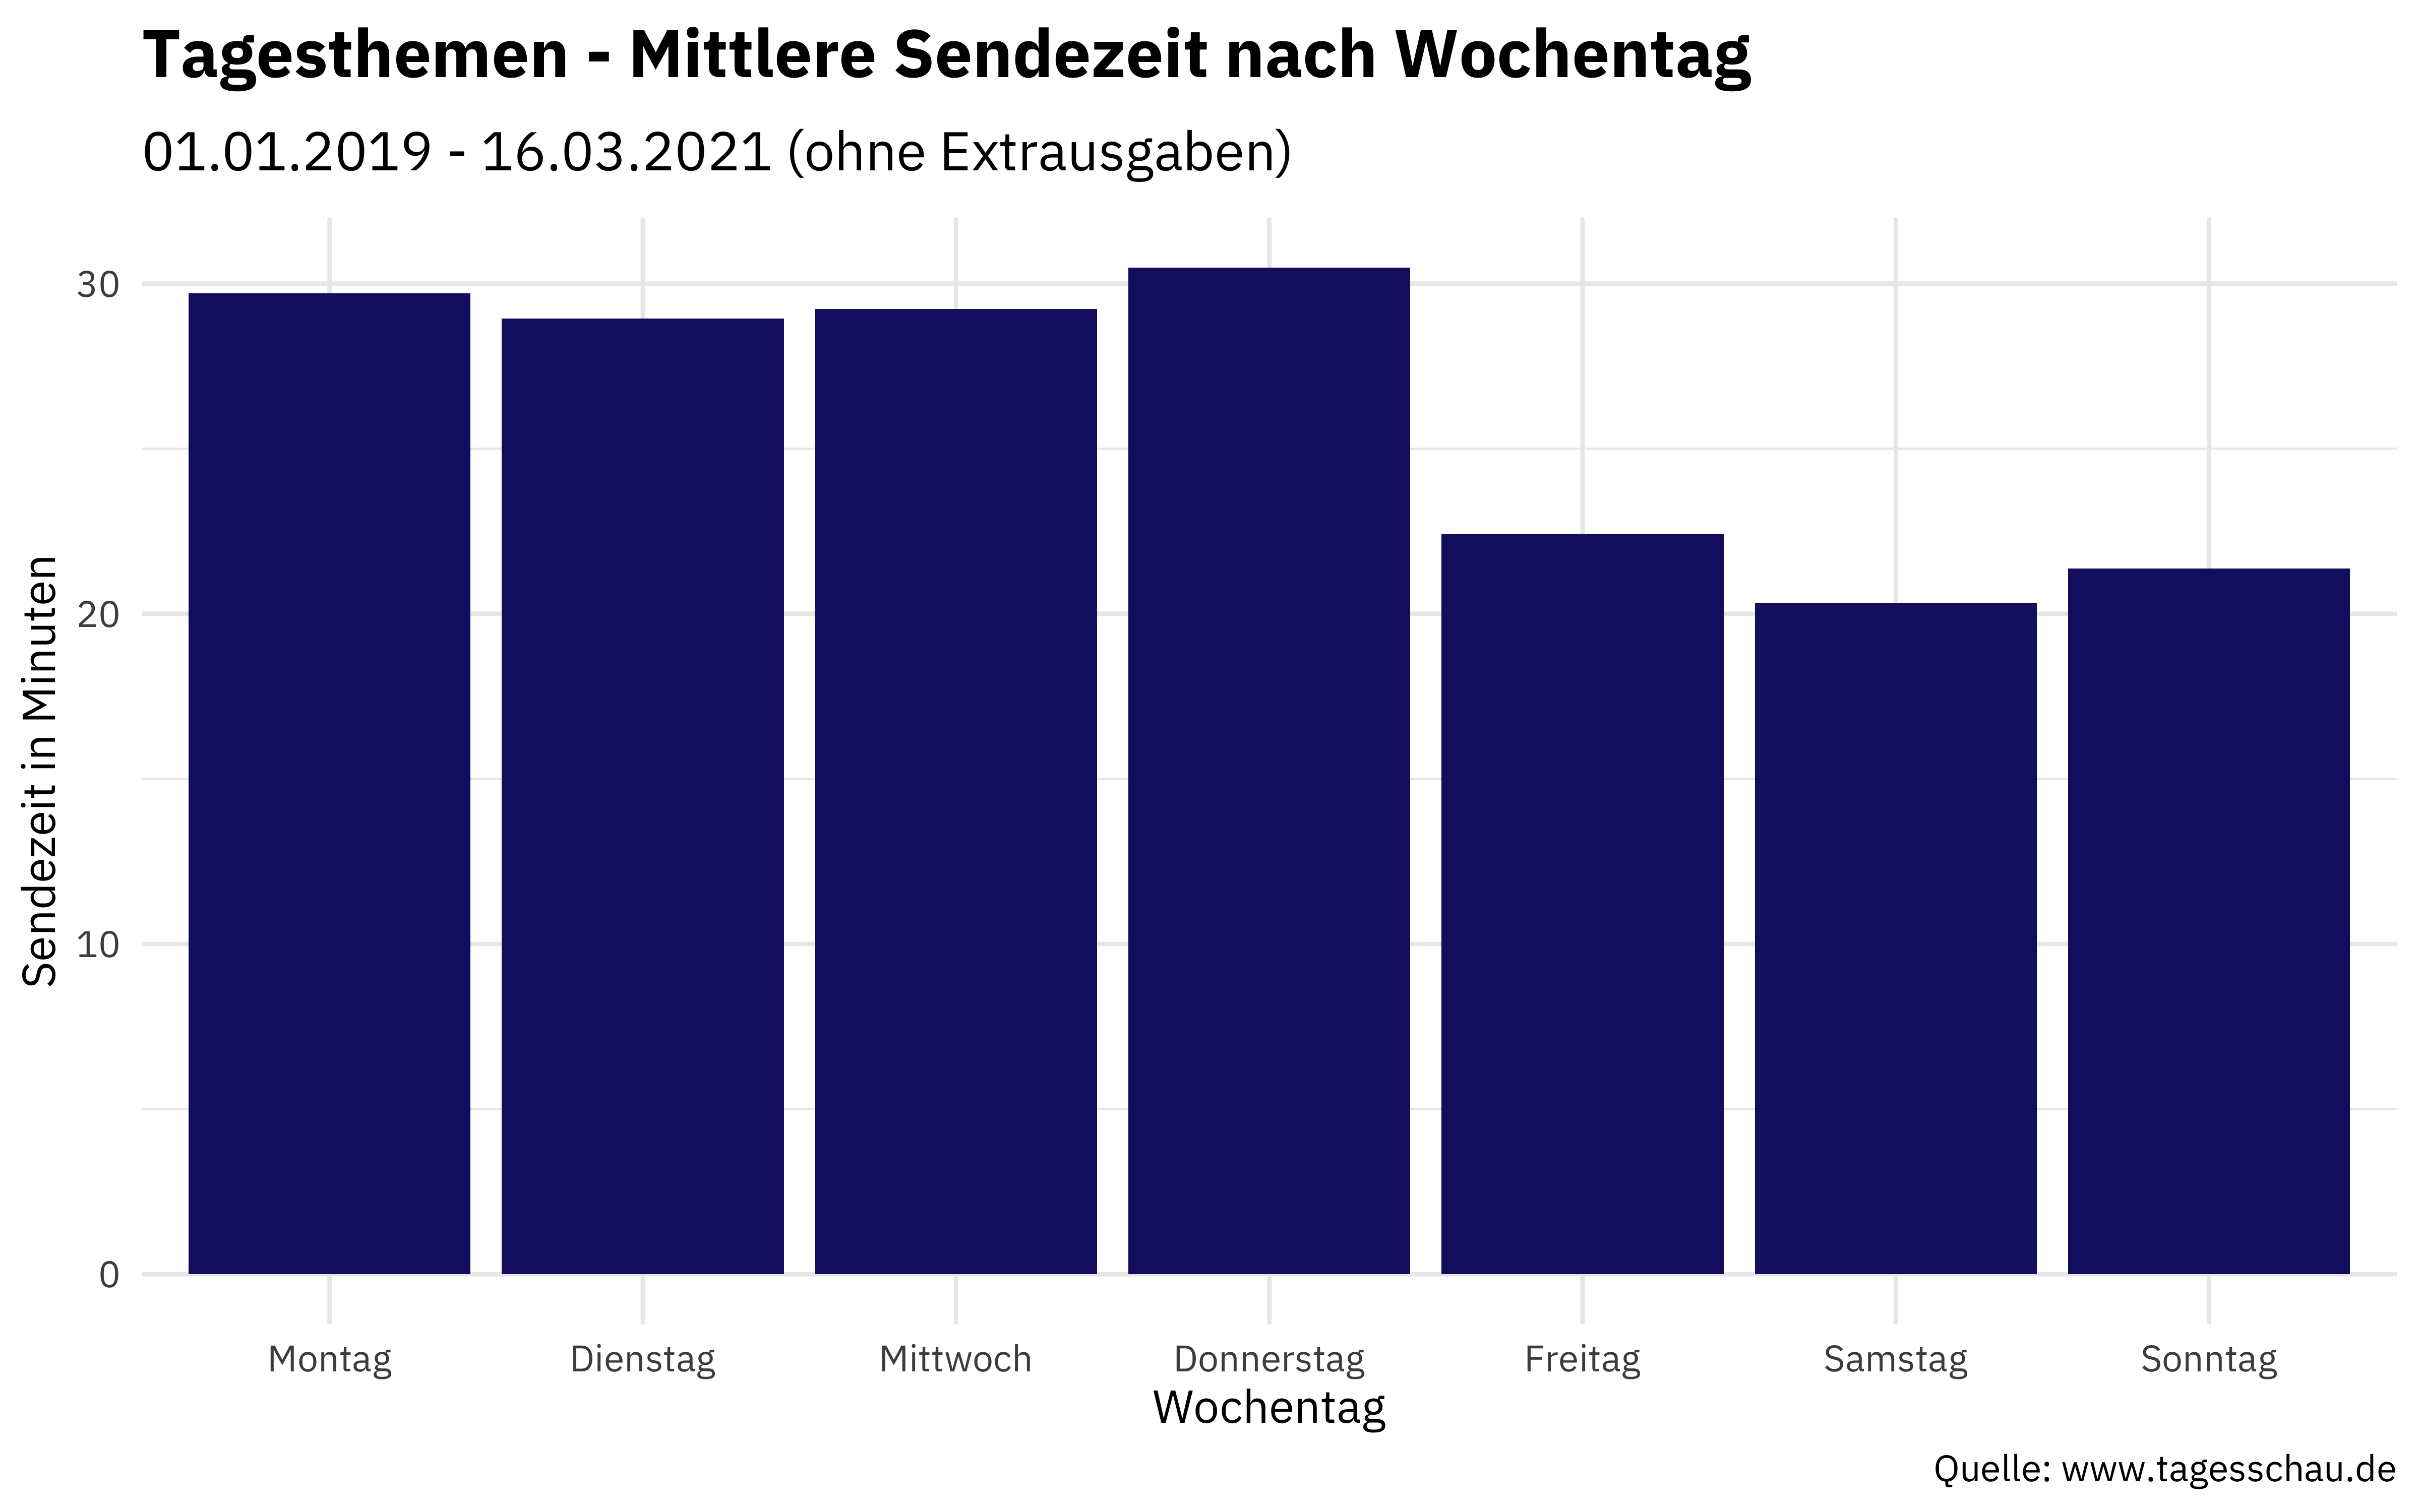 Tagesthemen - Mittlere Sendezeit nach Wochentag
01.01.2019 - 16.03.2021 (ohne Extrausgaben)
Sendezeit in Minuten
30
20
10
0
Montag Dienstag Mittwoch Donnerstag Freitag Samstag Sonntag
Wochentag
Quelle: www.tagesschau.de